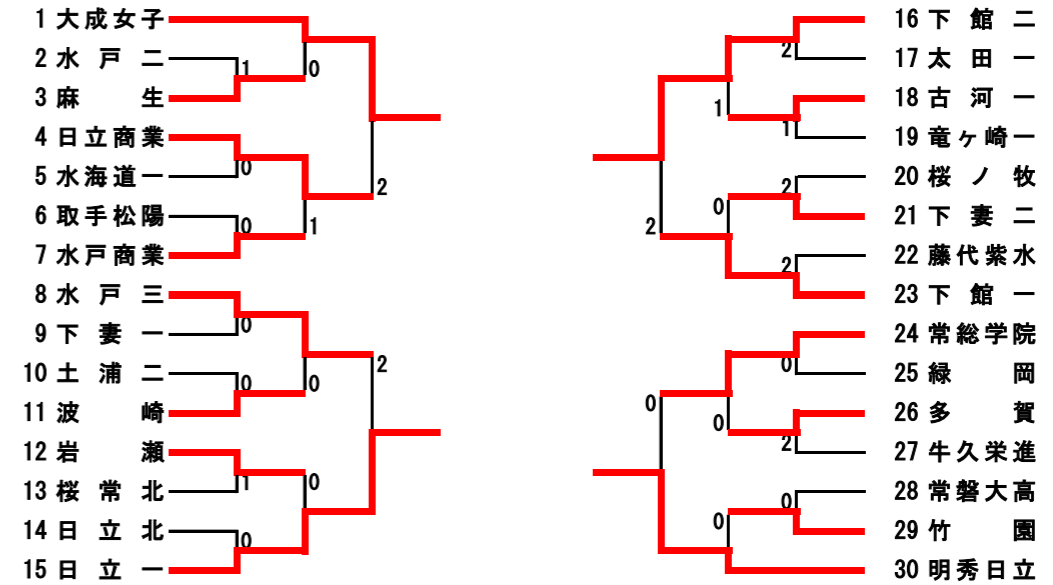 1 大成女子
2 水戸二
3 麻生
4 日立商業
5 水海道一
6 取手松陽
7 水戸商業
8 水戸三
9 下妻一
10 土浦二
11 波崎
12 岩瀬
13 桜常北
14 日立北
15 日立一
1
0
0
2
0
1
0
2
0
0
1
0
0
16 下館二
17 太田一
18 古河一
19 竜ヶ崎一
20 桜ノ牧
21 下妻二
22 藤代紫水
23 下館一
24 常総学院
25 緑岡
26 多賀
27 牛久栄進
28 常磐大高
29 竹園
30 明秀日立
2
1
1
2
0
2
2
0
0
0
2
0
0